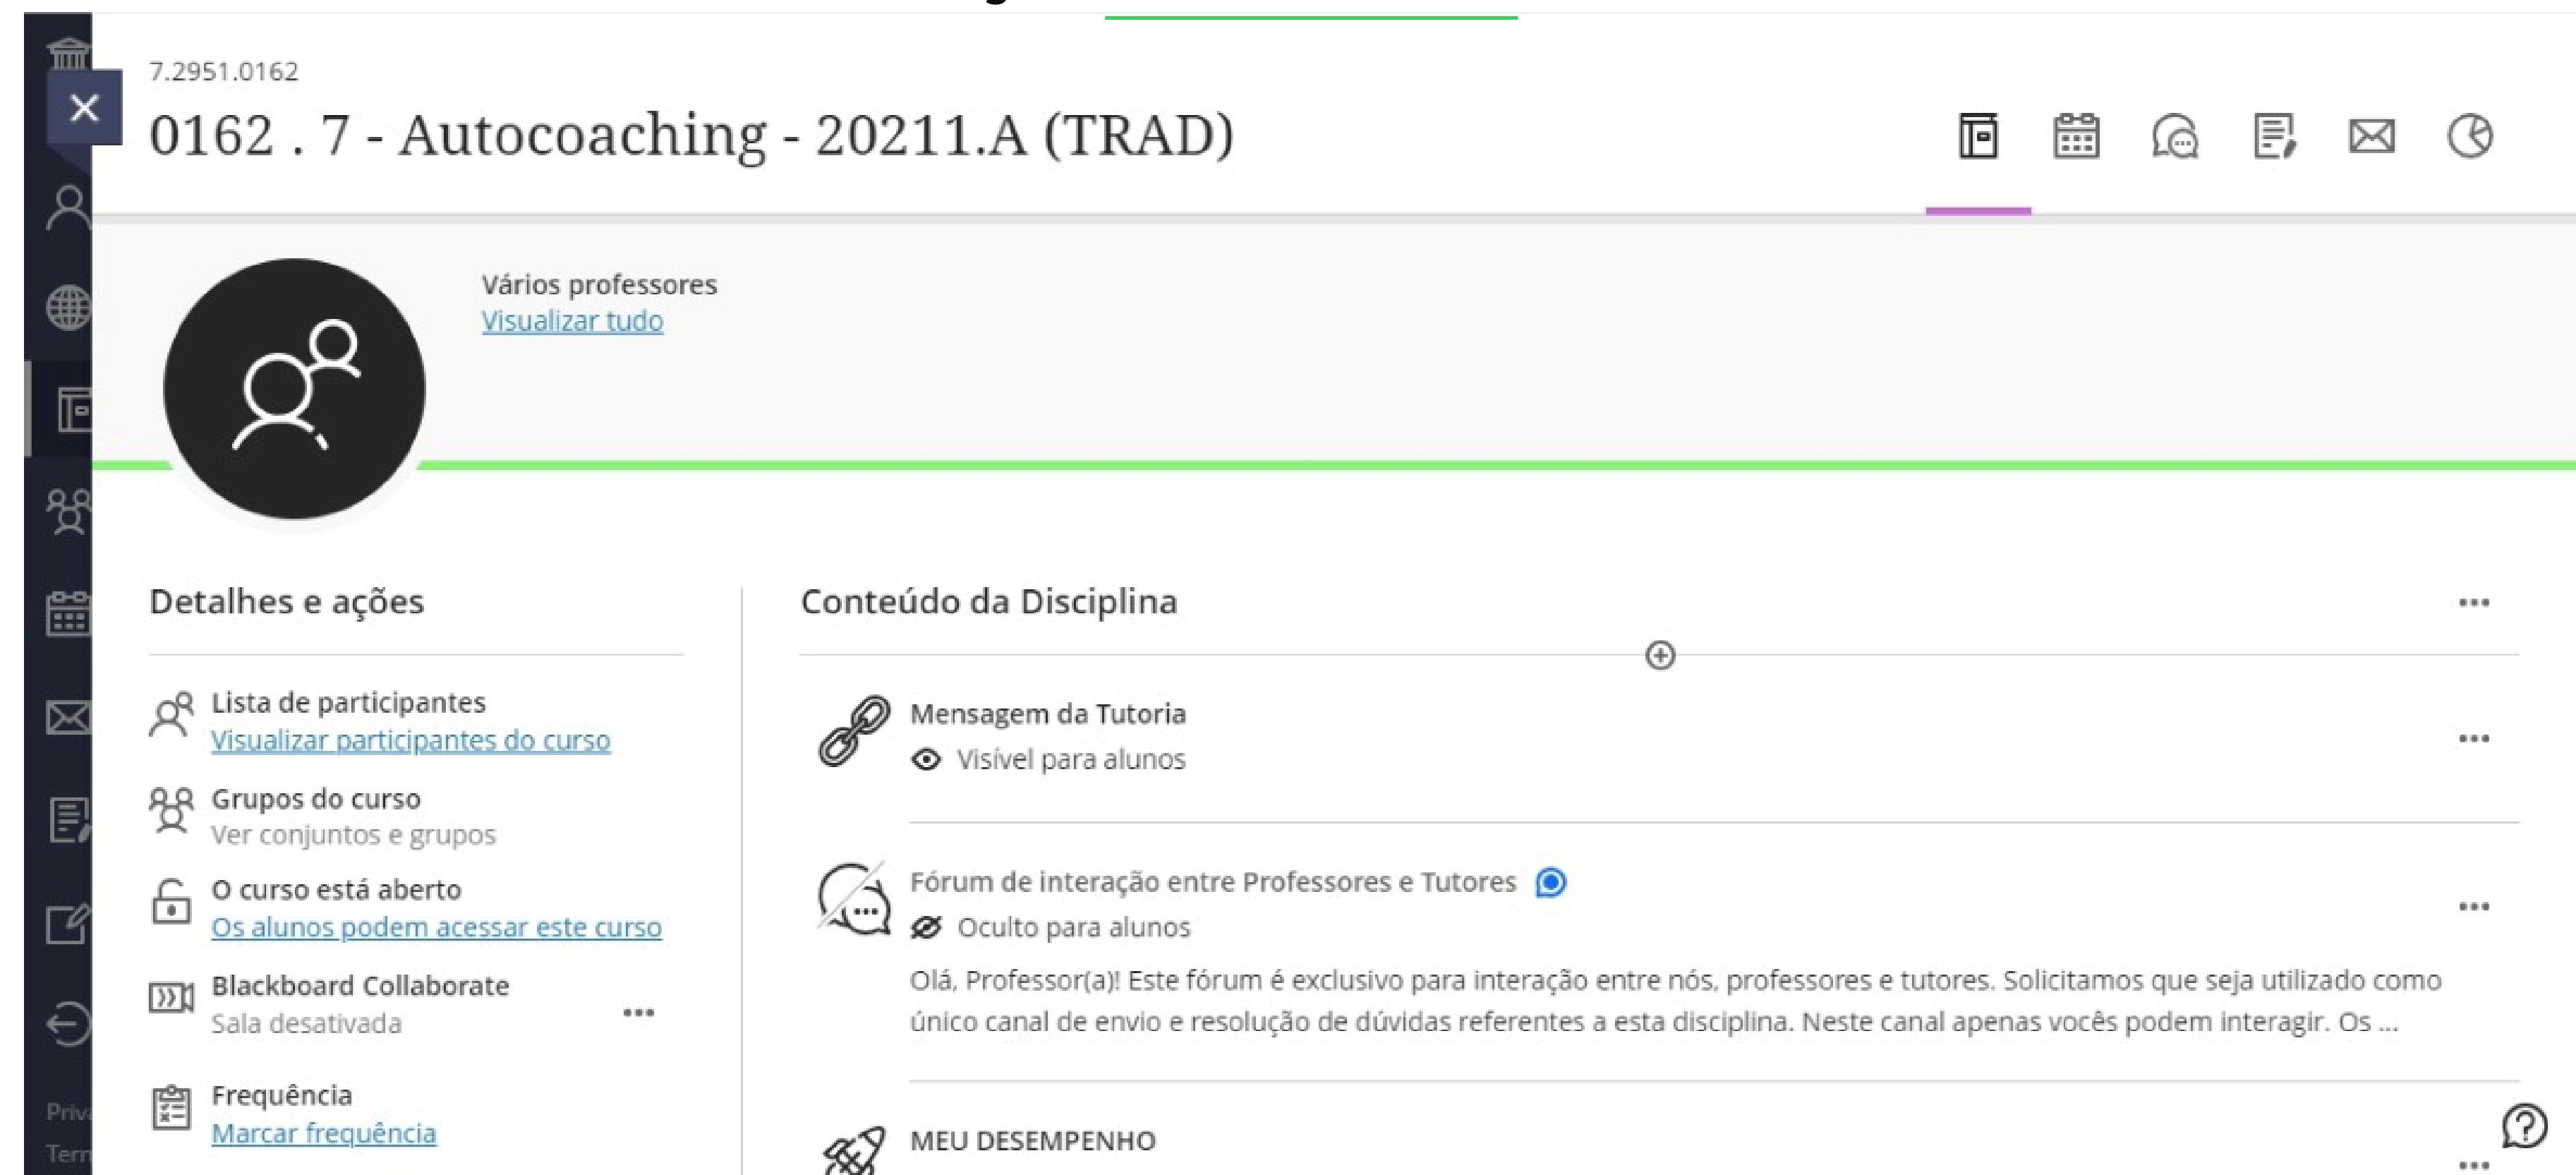 7.2951.0162
0162 . 7 - Autocoaching - 20211.A (TRAD)
Vários professores
Visualizar tudo
Detalhes e ações
Lista de participantes
Visualizar participantes do curso
Grupos do curso
Ver conjuntos e grupos
O curso está aberto
Os alunos podem acessar este curso
Blackboard Collaborate
Sala desativada
Frequência
Marcar frequência
Conteúdo da Disciplina
Mensagem da Tutoria
Visível para alunos
Fórum de interação entre Professores e Tutores
Oculto para alunos
Olá, Professor(a)! Este fórum é exclusivo para interação entre nós, professores e tutores. Solicitamos que seja utilizado como
único canal de envio e resolução de dúvidas referentes a esta disciplina. Neste canal apenas vocês podem interagir. Os ...
MEU DESEMPENHO